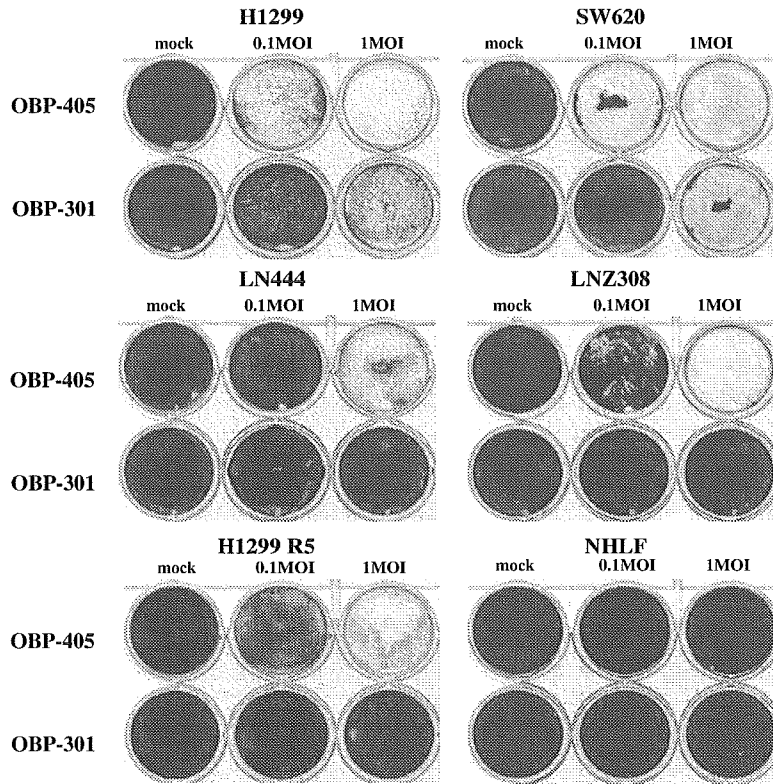 H1299 SW620
mock 0.1MOI 1MOI mock 0.1MOI 1MOI
OBP-405
OBP-301
LN444 LNZ308
mock 0.1MOI 1MOI mock 0.1MOI 1MOI
OBP-405
OBP-301
H1299 R5 NHLF
mock 0.1MOI 1MOI mock 0.1MOI 1MOI
OBP-405
OBP-301